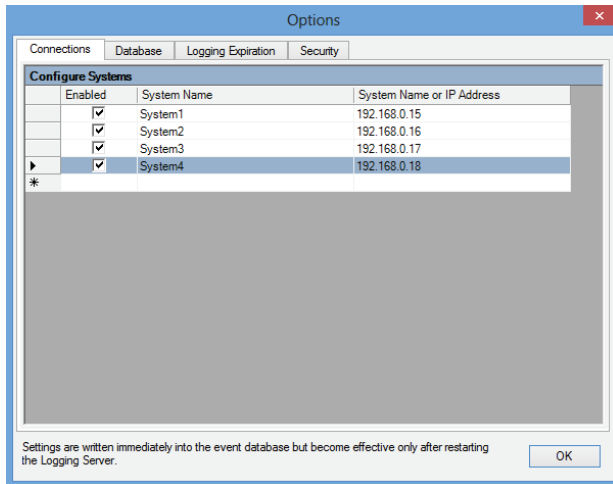 Options
Connections Database Logging Expiration Security
Configure Systems
Enabled System Name System Name or IP Address
System1 192.168.0.15
System2 192.168.0.16
System3 192.168.0.17
System4 192.168.0.18
Settings are written immediately into the event database but become effective only after restarting
the Logging Server.
OK